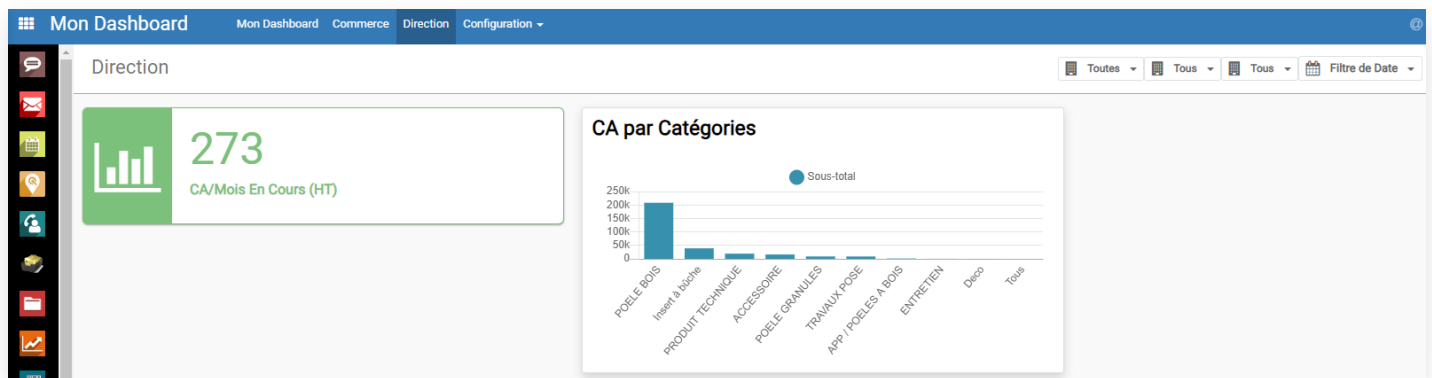 Mon Dashboard
Mon Dashboard Commerce Direction Configuration
@
Direction
Toutes Tous Tous Filtre de Date
273
CA/Mois En Cours (HT)
CA par Catégories
Sous-total
250k
200k
150k
100k
50k
0
POELE BOIS
Insert à bûche
PRODUIT TECHNIQUE
ACCESSOIRE
POELE GRANULES
TRAVAUX POSE
APP / POELES A BOIS
ENTRETIEN
Deco
Tous